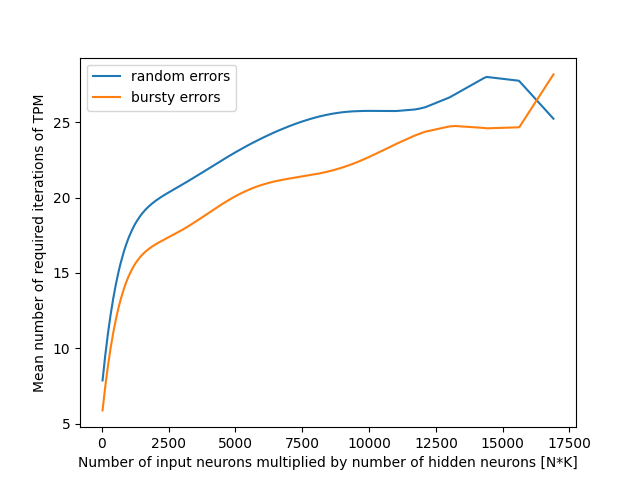 random errors
bursty errors
Mean number of required iterations of TPM
25
20
15
10
5
0 2500 5000 7500 10000 12500 15000 17500
Number of input neurons multiplied by number of hidden neurons [N*K]